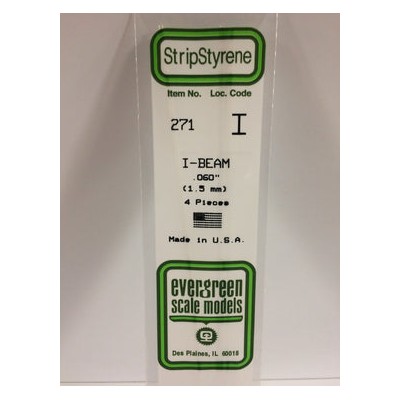 StripStyrene
Item No. Loc. Code
271 I
I-BEAM
.060"
(1.5 mm)
4 Pieces
Made in U.S.A.
evergreen
scale models
Des Plaines, IL 60018